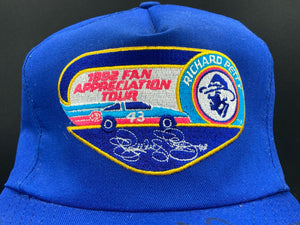 1992 FAN
APPRECIATION
TOUR
RICHARD PETTY
43